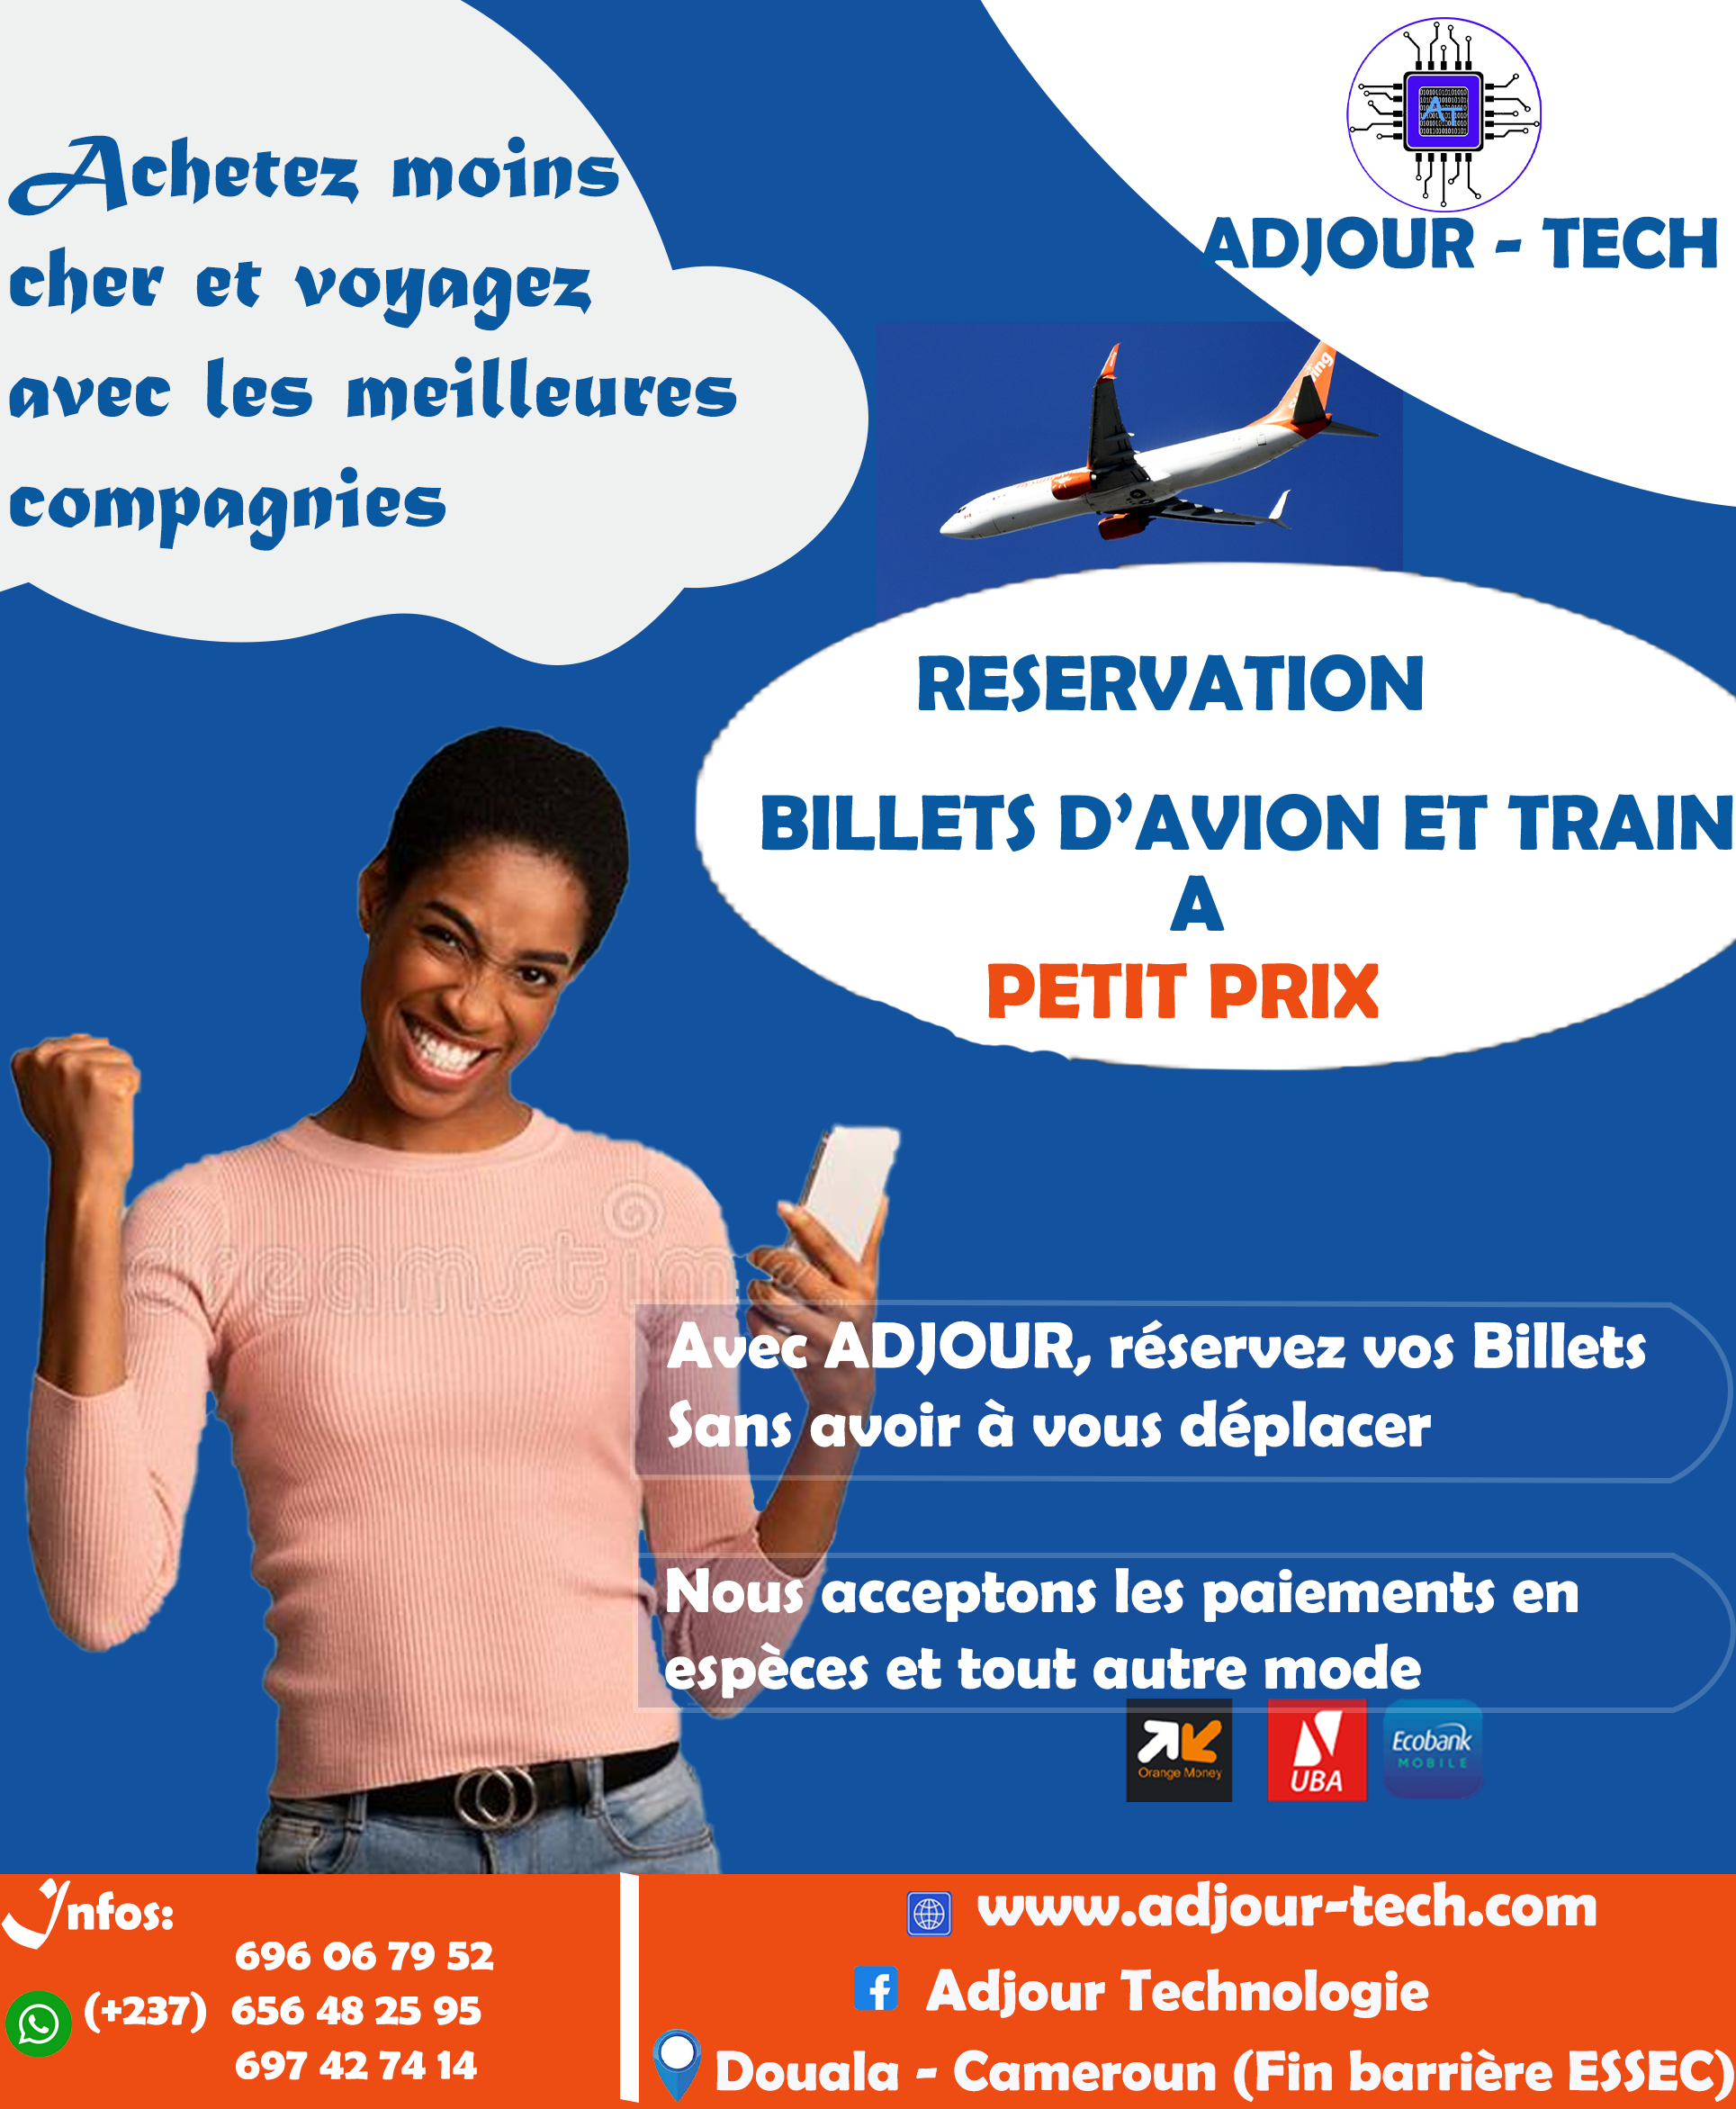 Achetez moins
cher et voyagez
avec les meilleures
compagnies
AT
ADJOUR - TECH
RESERVATION
BILLETS D’AVION ET TRAIN
A
PETIT PRIX
dreamstime
Avec ADJOUR, réservez vos Billets
Sans avoir à vous déplacer
Nous acceptons les paiements en
espèces et tout autre mode
Orange Money
UBA
Ecobank
MOBILE
Infos:
696 06 79 52
(+237) 656 48 25 95
697 42 74 14
www.adjour-tech.com
Adjour Technologie
Douala - Cameroun (Fin barrière ESSEC)